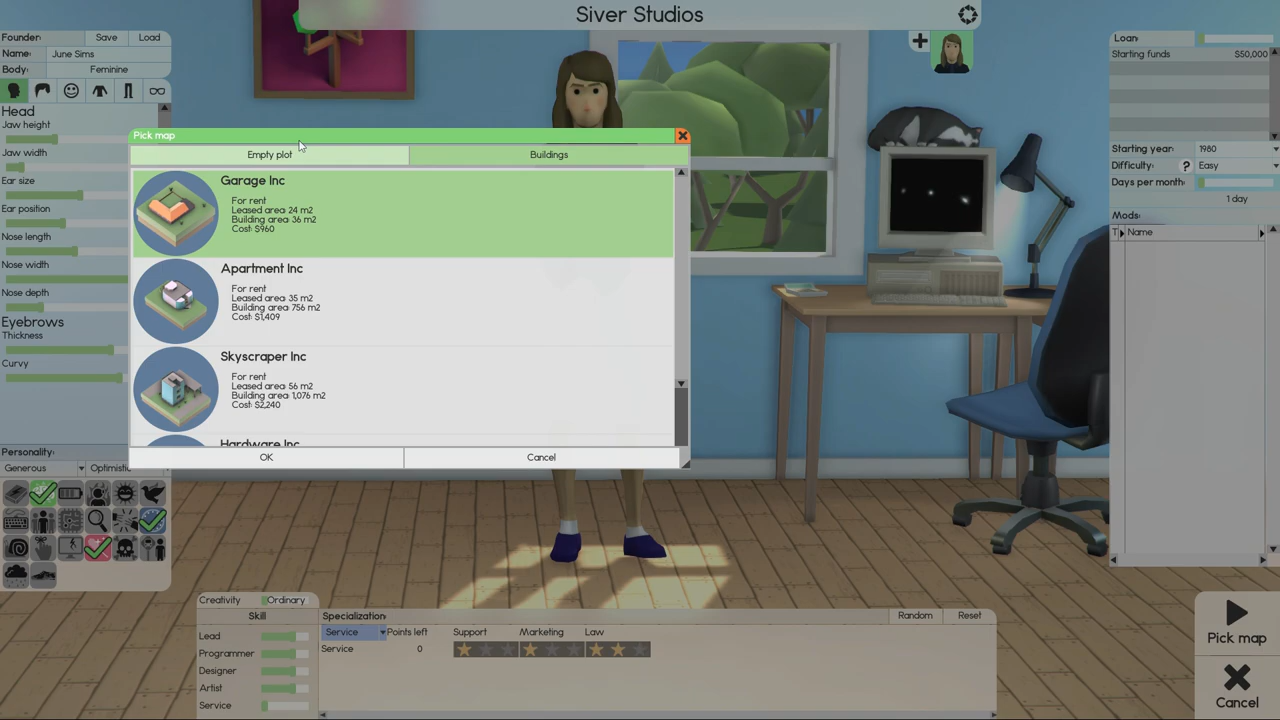 Siver Studios
Founder:
Save
Load
Name:
June Sims
Body:
Feminine
Head
Jaw height
Jaw width
Ear size
Ear position
Nose length
Nose width
Nose depth
Eyebrows
Thickness
Curvy
Personality:
Generous
Optimistic
Pick map
Empty plot
Buildings
Garage Inc
For rent
Leased area: 24 m2
Building area: 36 m2
Cost: $960
Apartment Inc
For rent
Leased area: 35 m2
Building area: 756 m2
Cost: $1,409
Skyscraper Inc
For rent
Leased area: 56 m2
Building area: 1,076 m2
Cost: $2,240
Hardware Inc
OK
Cancel
Loan:
Starting funds
$50,000
Starting year:
1980
Difficulty:
?
Easy
Days per month:
1 day
Mods:
T
Name
Creativity
Ordinary
Skill
Lead
Programmer
Designer
Artist
Service
Specialization:
Random
Reset
Service
Points left
Support
Marketing
Law
Service
0
Pick map
Cancel